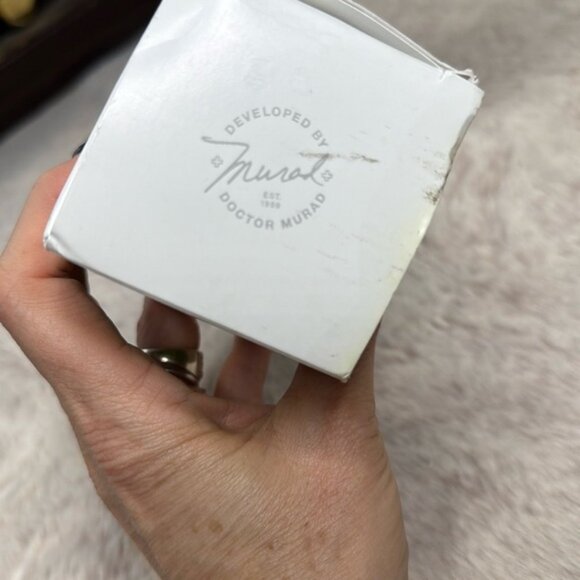 DEVELOPED BY
Murad
EST.
1989
DOCTOR MURAD